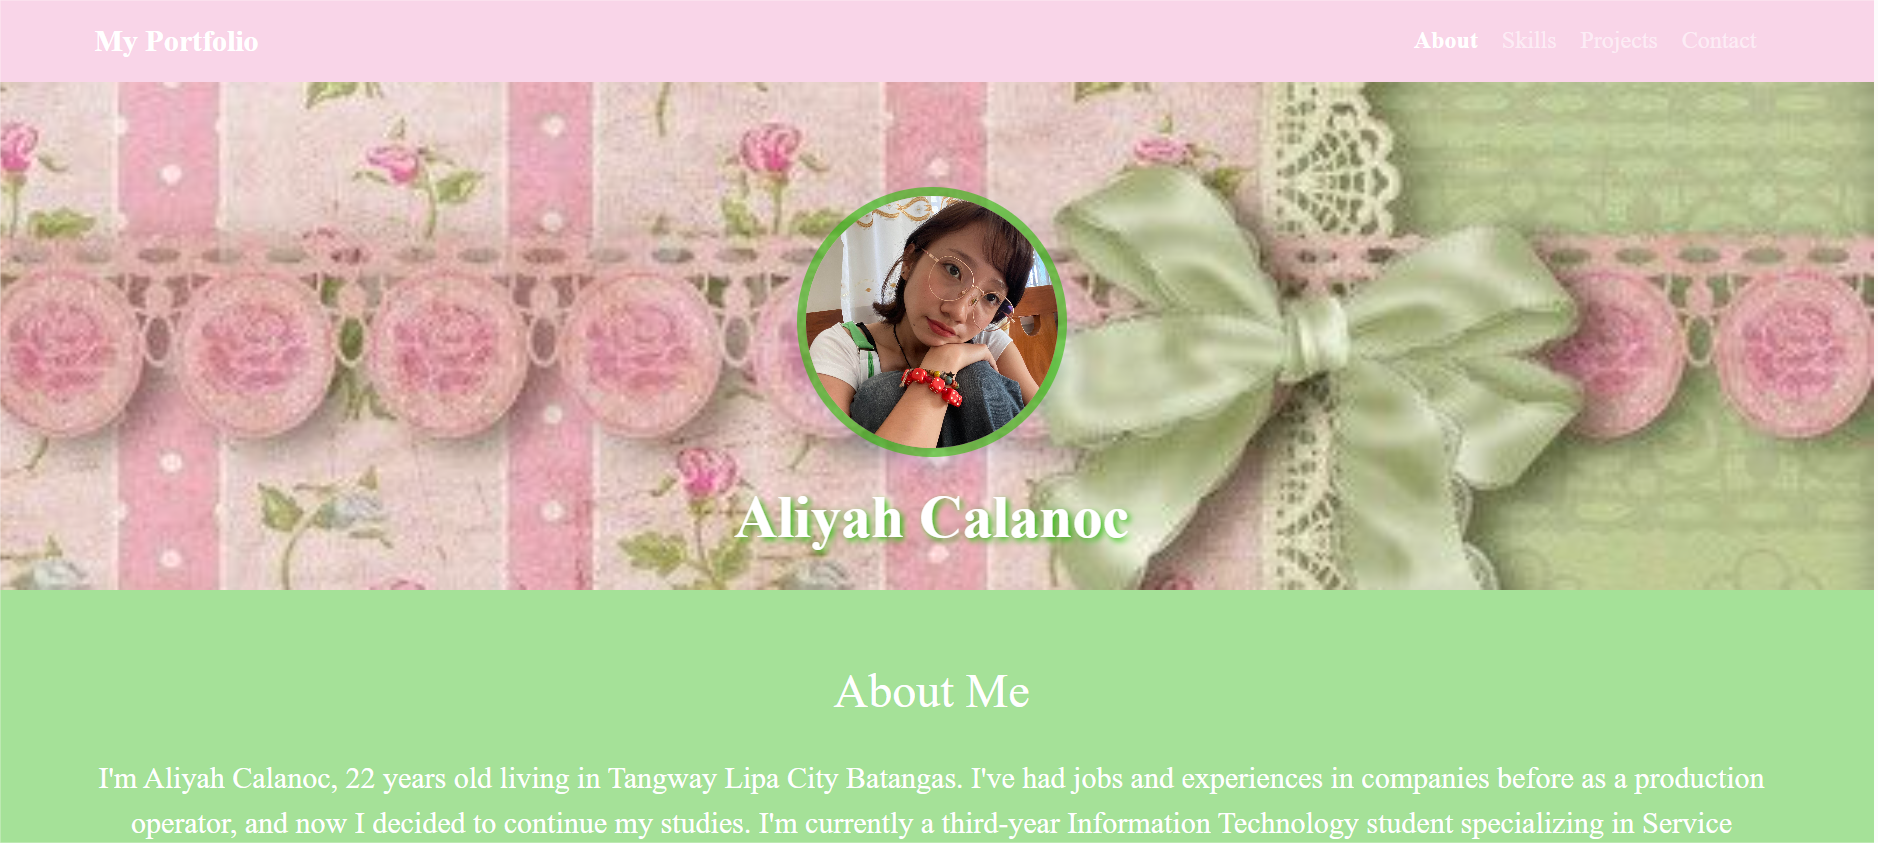 My Portfolio
About Skills Projects Contact
Aliyah Calanoc
About Me
I'm Aliyah Calanoc, 22 years old living in Tangway Lipa City Batangas. I've had jobs and experiences in companies before as a production
operator, and now I decided to continue my studies. I'm currently a third-year Information Technology student specializing in Service